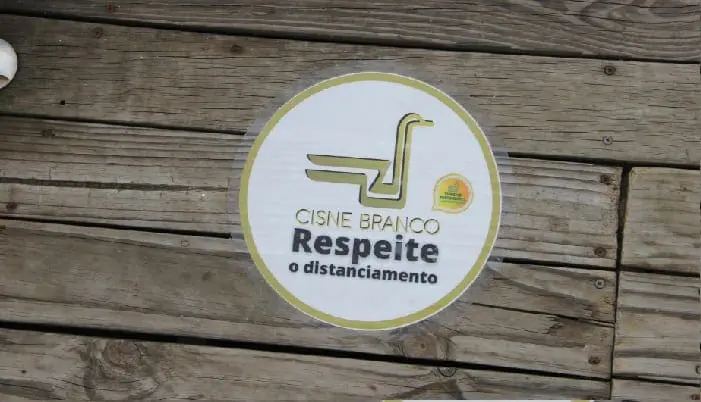 CISNE BRANCO
Respeite
o distanciamento